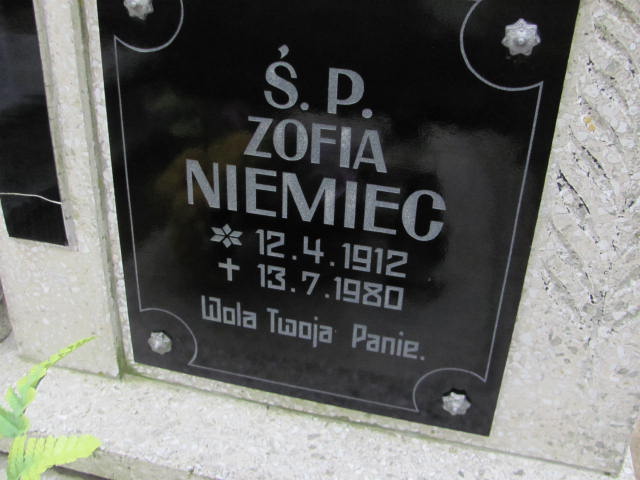 Ś. P.
ZOFIA
NIEMIEC
* 12.4.1912
✝ 13.7.1980
Wola Twoja Panie.